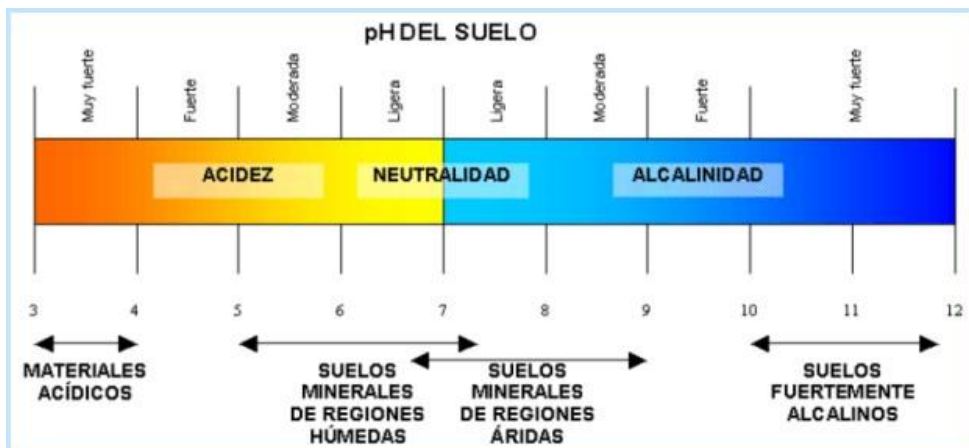 pH DEL SUELO
Muy fuerte
Fuerte
Moderada
Ligera
Ligera
Moderada
Fuerte
Muy fuerte
ACIDEZ
NEUTRALIDAD
ALCALINIDAD
3 4 5 6 7 8 9 10 11 12
MATERIALES
ACÍDICOS
SUELOS
MINERALES
DE REGIONES
HÚMEDAS
SUELOS
MINERALES
DE REGIONES
ÁRIDAS
SUELOS
FUERTEMENTE
ALCALINOS